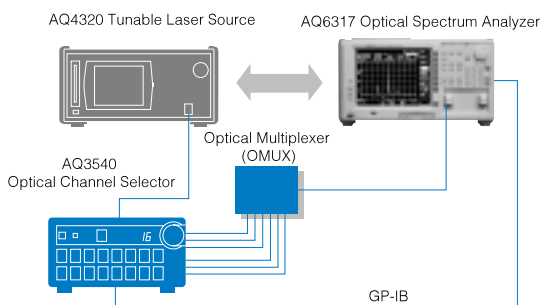 AQ4320 Tunable Laser Source
AQ6317 Optical Spectrum Analyzer
Optical Multiplexer
(OMUX)
AQ3540
Optical Channel Selector
16
GP-IB